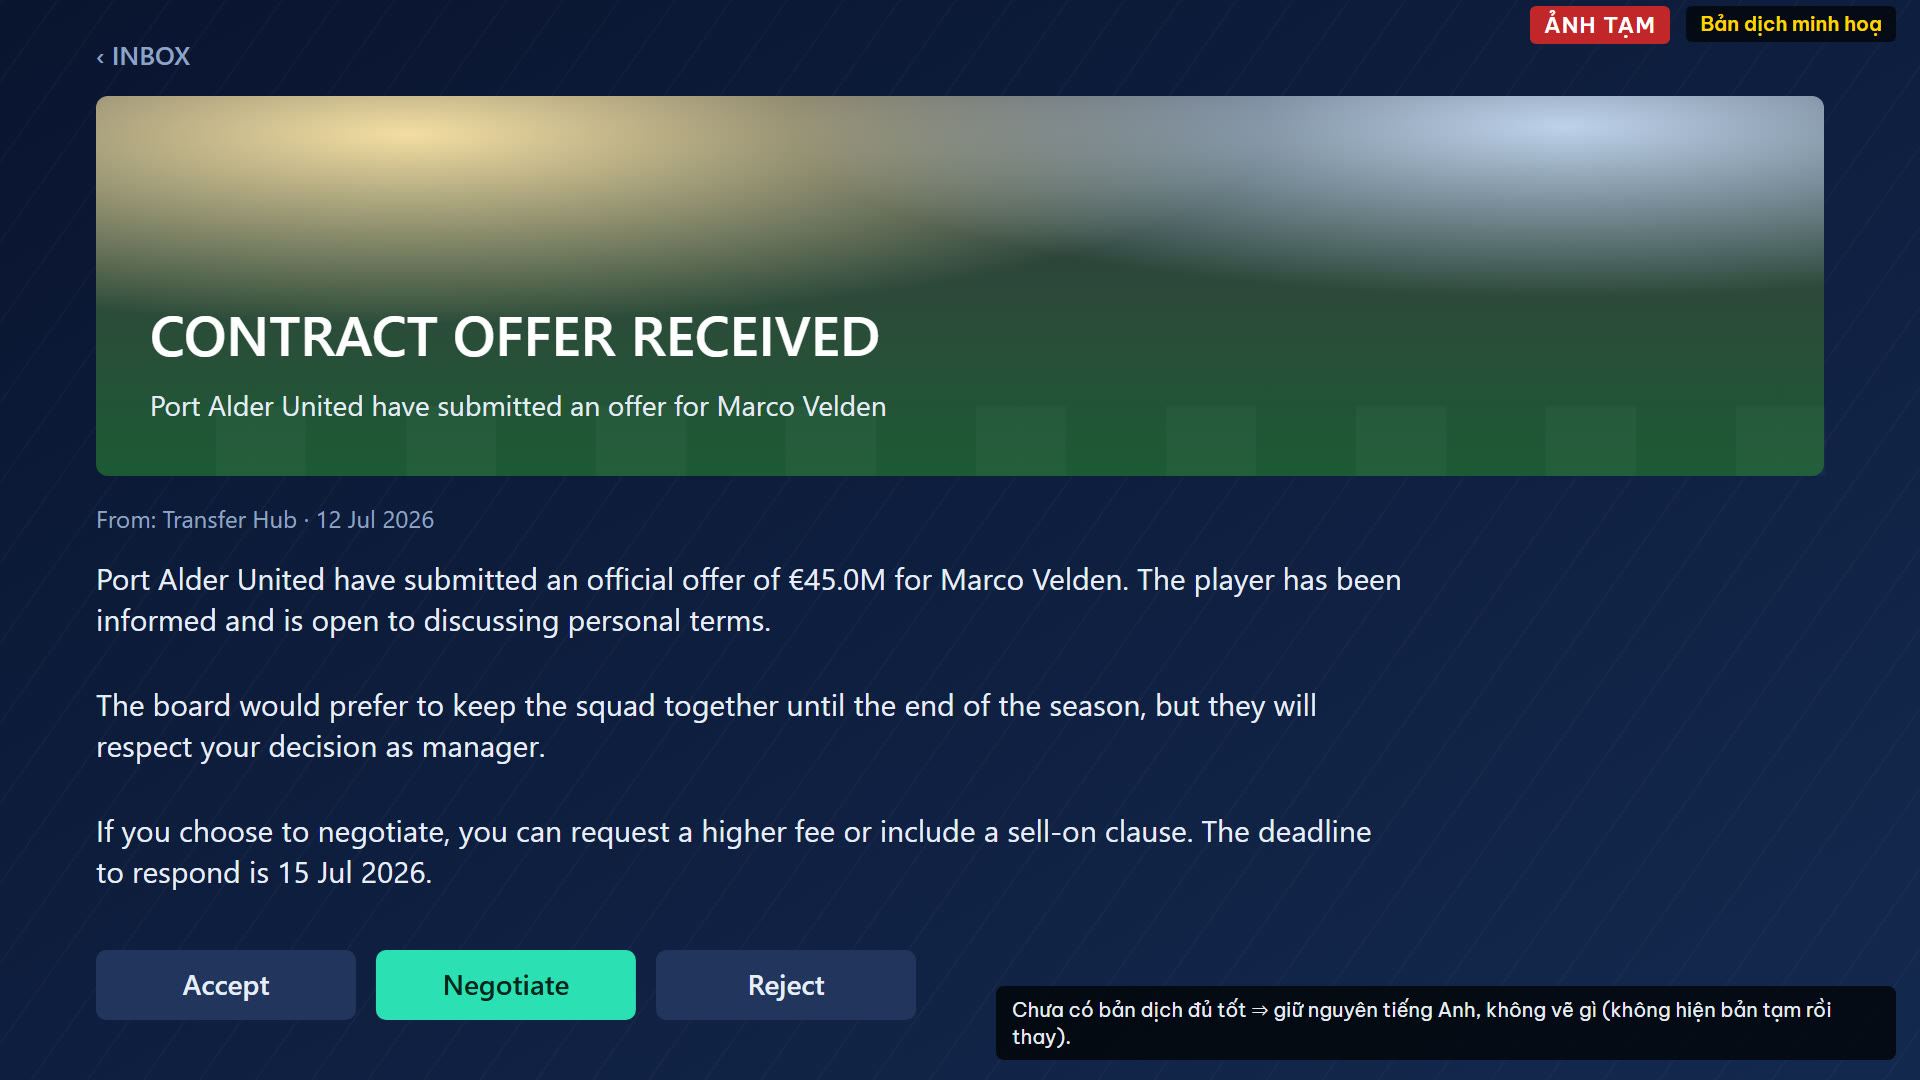 ẢNH TẠM
Bản dịch minh hoạ
‹ INBOX
CONTRACT OFFER RECEIVED
Port Alder United have submitted an offer for Marco Velden
From: Transfer Hub · 12 Jul 2026
Port Alder United have submitted an official offer of €45.0M for Marco Velden. The player has been
informed and is open to discussing personal terms.
The board would prefer to keep the squad together until the end of the season, but they will
respect your decision as manager.
If you choose to negotiate, you can request a higher fee or include a sell-on clause. The deadline
to respond is 15 Jul 2026.
Accept
Negotiate
Reject
Chưa có bản dịch đủ tốt ⇒ giữ nguyên tiếng Anh, không vẽ gì (không hiện bản tạm rồi
thay).